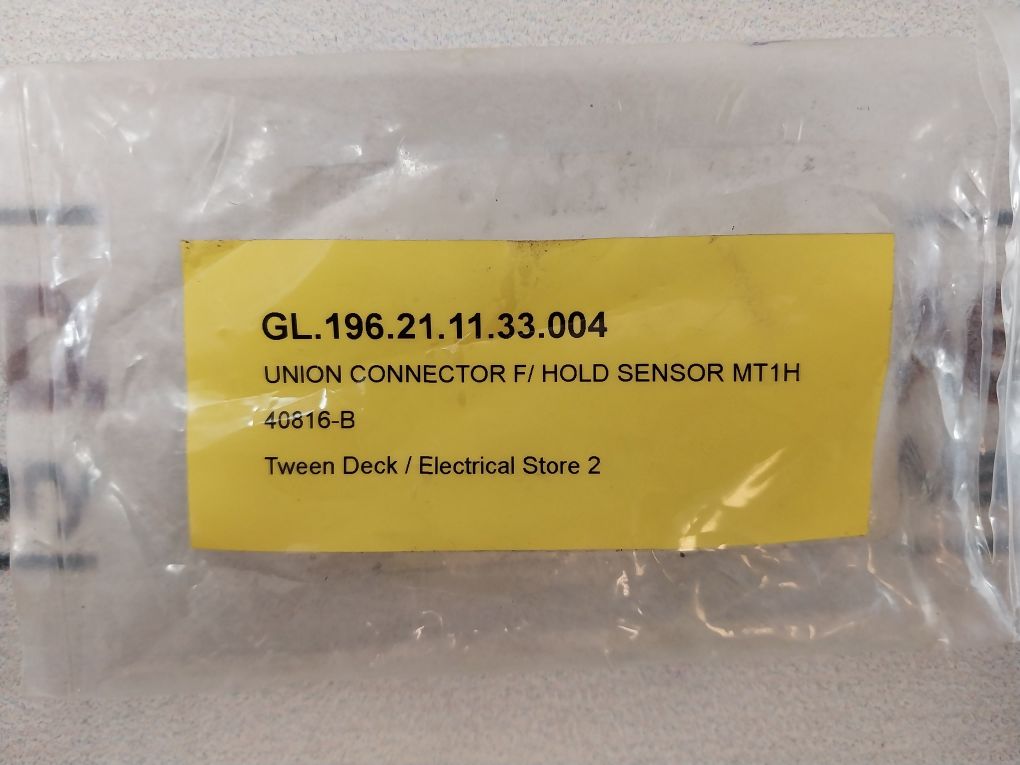 GL.196.21.11.33.004
UNION CONNECTOR F/ HOLD SENSOR MT1H
40816-B
Tween Deck / Electrical Store 2